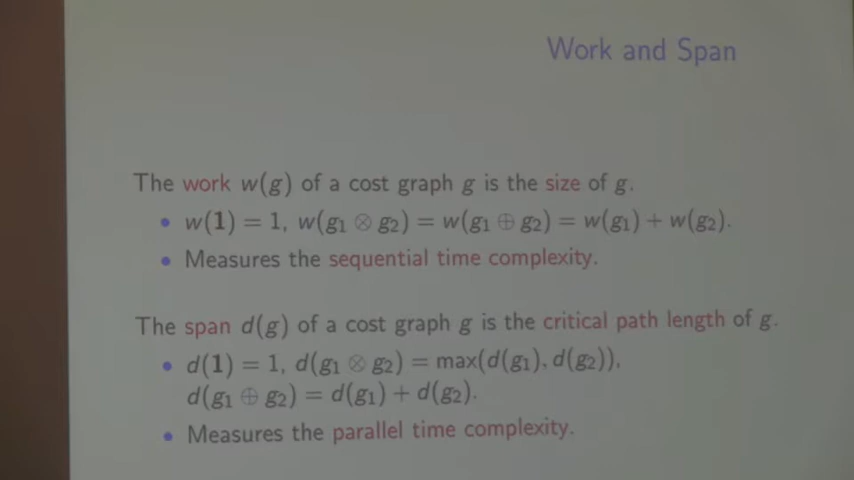 Work and Span
The work w(g) of a cost graph g is the size of g.
• w(1) = 1, w(g₁ ⊗ g₂) = w(g₁ ⊕ g₂) = w(g₁) + w(g₂).
• Measures the sequential time complexity.
The span d(g) of a cost graph g is the critical path length of g.
• d(1) = 1, d(g₁ ⊗ g₂) = max(d(g₁), d(g₂)),
d(g₁ ⊕ g₂) = d(g₁) + d(g₂).
• Measures the parallel time complexity.